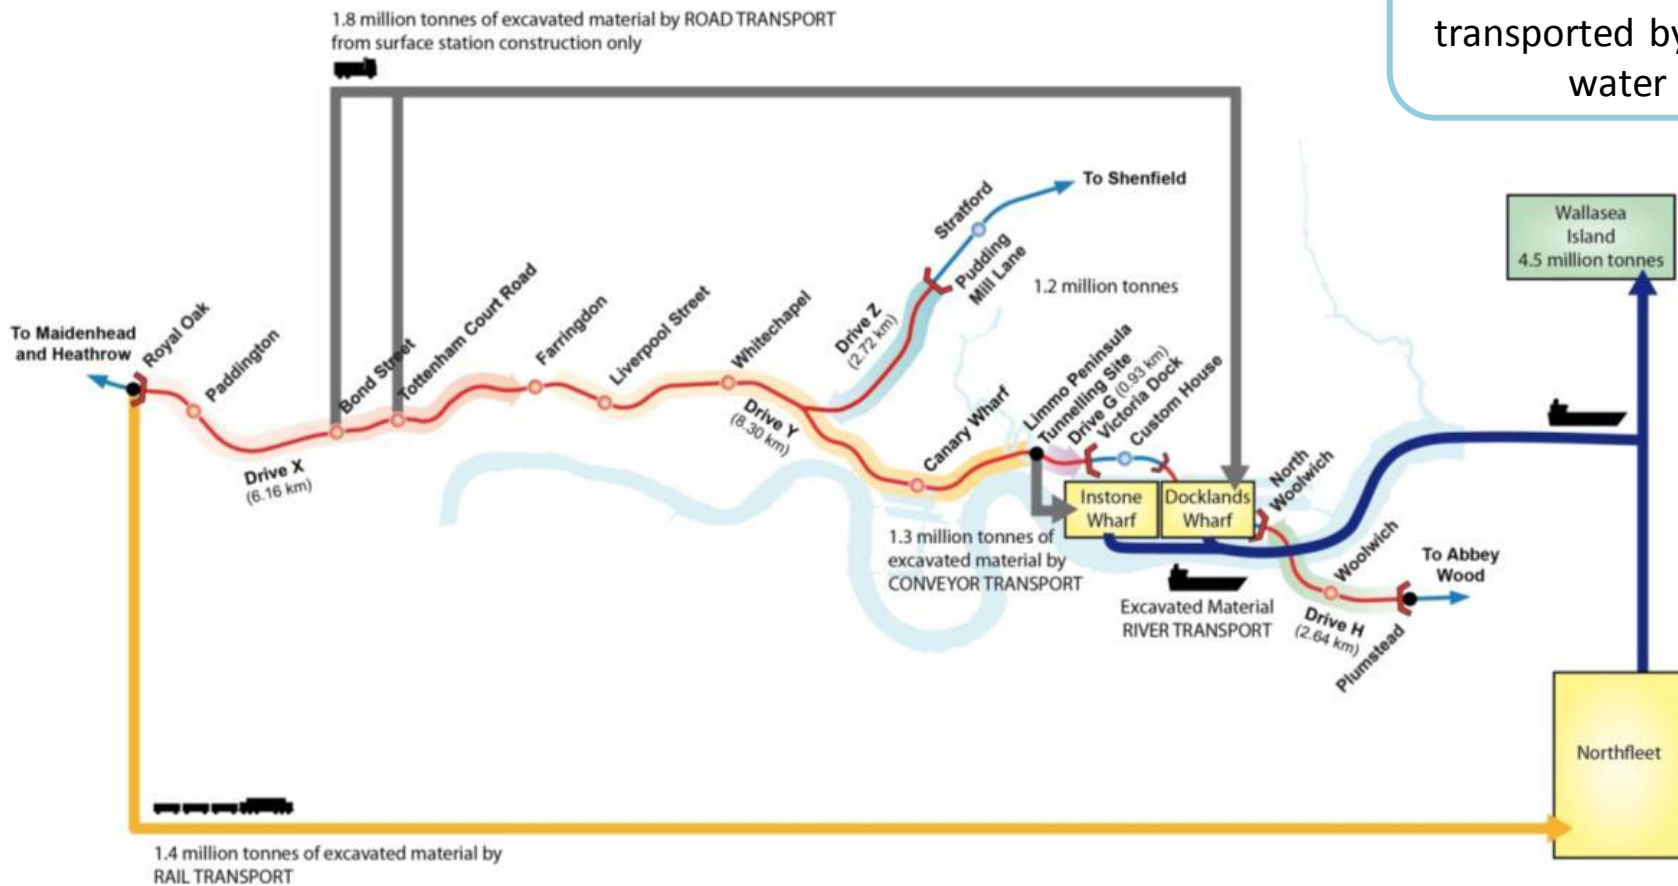 1.8 million tonnes of excavated material by ROAD TRANSPORT
from surface station construction only
transported by
water
To Shenfield
Stratford
Pudding
Mill Lane
1.2 million tonnes
Wallasea
Island
4.5 million tonnes
To Maidenhead
and Heathrow
Royal Oak
Paddington
Bond Street
Tottenham Court Road
Farringdon
Liverpool Street
Whitechapel
Drive Z
(2.72 km)
Drive X
(6.16 km)
Drive Y
(8.30 km)
Canary Wharf
Limmo Peninsula
Tunnelling Site
Drive G (0.93 km)
Victoria Dock
Custom House
Instone
Wharf
Docklands
Wharf
North
Woolwich
1.3 million tonnes of
excavated material by
CONVEYOR TRANSPORT
Excavated Material
RIVER TRANSPORT
Woolwich
To Abbey
Wood
Drive H
(2.64 km)
Plumstead
Northfleet
1.4 million tonnes of excavated material by
RAIL TRANSPORT